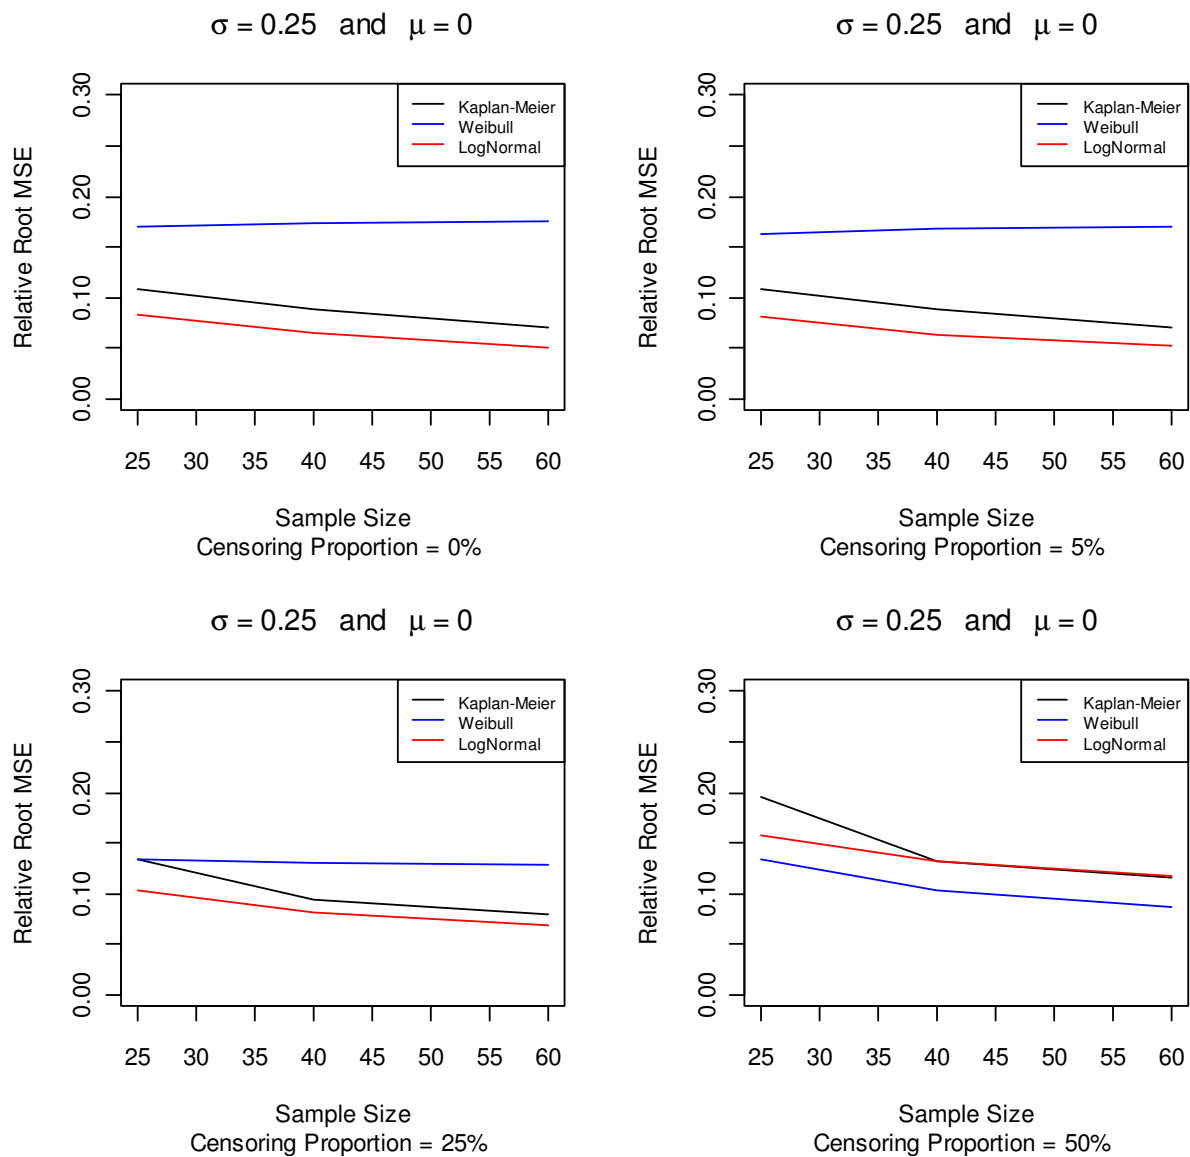 σ = 0.25 and μ = 0
Relative Root MSE
0.00 0.10 0.20 0.30
Kaplan-Meier
Weibull
LogNormal
25 30 35 40 45 50 55 60
Sample Size
Censoring Proportion = 0%
σ = 0.25 and μ = 0
Relative Root MSE
0.00 0.10 0.20 0.30
Kaplan-Meier
Weibull
LogNormal
25 30 35 40 45 50 55 60
Sample Size
Censoring Proportion = 5%
σ = 0.25 and μ = 0
Relative Root MSE
0.00 0.10 0.20 0.30
Kaplan-Meier
Weibull
LogNormal
25 30 35 40 45 50 55 60
Sample Size
Censoring Proportion = 25%
σ = 0.25 and μ = 0
Relative Root MSE
0.00 0.10 0.20 0.30
Kaplan-Meier
Weibull
LogNormal
25 30 35 40 45 50 55 60
Sample Size
Censoring Proportion = 50%